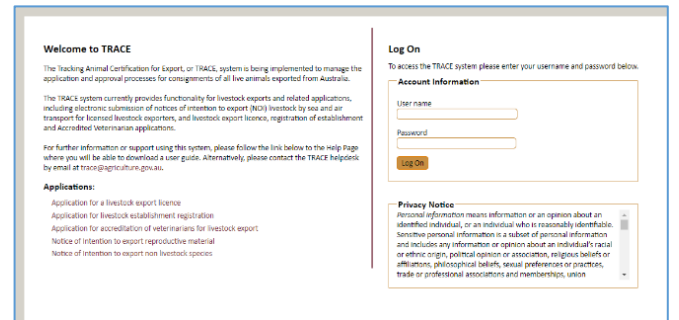 Welcome to TRACE
The Tracking Animal Certification for Export, or TRACE, system is being implemented to manage the
application and approval processes for consignments of all live animals exported from Australia.
The TRACE system currently provides functionality for livestock exports and related applications,
including electronic submission of notices of intention to export (NOI) livestock by sea and air
transport for licensed livestock exporters, and livestock export licence, registration of establishment
and Accredited Veterinarian applications.
For further information or support using this system, please follow the link below to the Help Page
where you will be able to download a user guide. Alternatively, please contact the TRACE helpdesk
by email at trace@agriculture.gov.au.
Applications:
Application for a livestock export licence
Application for livestock establishment registration
Application for accreditation of veterinarians for livestock export
Notice of Intention to export reproductive material
Notice of Intention to export non livestock species
Log On
To access the TRACE system please enter your username and password below.
Account Information
User name
Password
Log On
Privacy Notice
Personal information means information or an opinion about an
identified individual, or an individual who is reasonably identifiable.
Sensitive personal information is a subset of personal information
and includes any information or opinion about an individual's racial
or ethnic origin, political opinion or association, religious beliefs or
affiliations, philosophical beliefs, sexual preferences or practices,
trade or professional associations and memberships, union